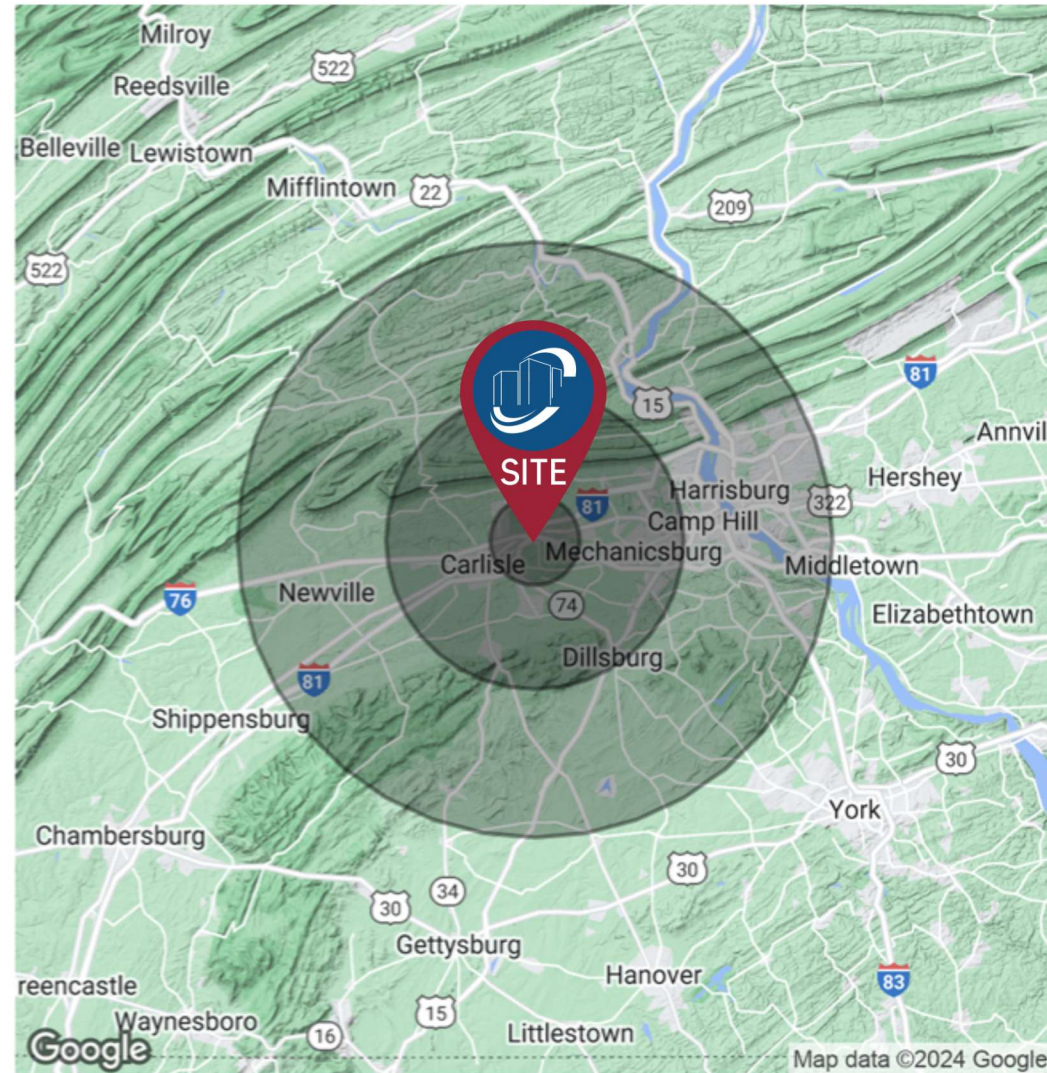 Milroy
522
Reedsville
Belleville
Lewistown
Mifflintown
22
209
522
81
15
Annvil
SITE
Hershey
Harrisburg
322
81
Camp Hill
Mechanicsburg
Carlisle
Middletown
76
Newville
74
Elizabethtown
Dillsburg
81
Shippensburg
30
York
Chambersburg
30
34
30
Gettysburg
Hanover
83
reencastle
15
Waynesboro
16
Littlestown
Google
Map data ©2024 Google